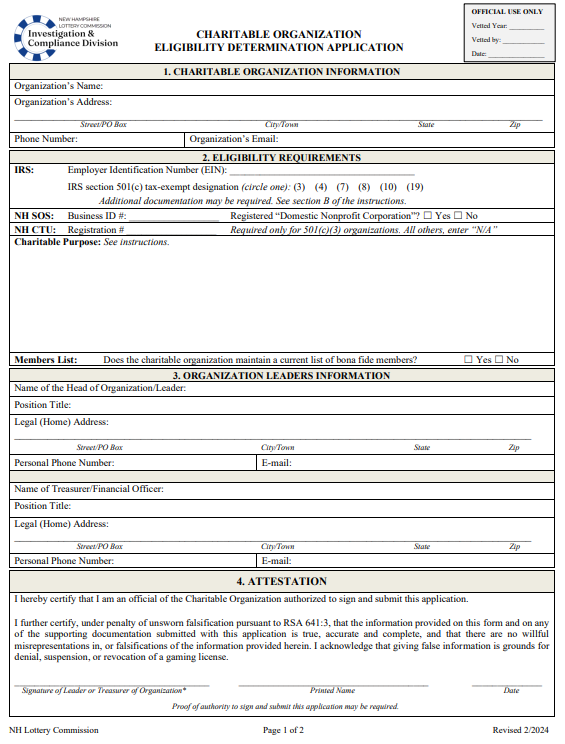 NEW HAMPSHIRE
LOTTERY COMMISSION
Investigation &
Compliance Division
CHARITABLE ORGANIZATION
ELIGIBILITY DETERMINATION APPLICATION
OFFICIAL USE ONLY
Vetted Year: __________
Vetted by: __________
Date: __________
1. CHARITABLE ORGANIZATION INFORMATION
Organization's Name:
Organization's Address:
Street/PO Box City/Town State Zip
Phone Number: Organization's Email:
2. ELIGIBILITY REQUIREMENTS
IRS: Employer Identification Number (EIN): __________
IRS section 501(c) tax-exempt designation (circle one): (3) (4) (7) (8) (10) (19)
Additional documentation may be required. See section B of the instructions.
NH SOS: Business ID #: __________ Registered "Domestic Nonprofit Corporation"? ☐ Yes ☐ No
NH CTU: Registration # __________ Required only for 501(c)(3) organizations. All others, enter "N/A"
Charitable Purpose: See instructions.
Members List: Does the charitable organization maintain a current list of bona fide members? ☐ Yes ☐ No
3. ORGANIZATION LEADERS INFORMATION
Name of the Head of Organization/Leader:
Position Title:
Legal (Home) Address:
Street/PO Box City/Town State Zip
Personal Phone Number: E-mail:
Name of Treasurer/Financial Officer:
Position Title:
Legal (Home) Address:
Street/PO Box City/Town State Zip
Personal Phone Number: E-mail:
4. ATTESTATION
I hereby certify that I am an official of the Charitable Organization authorized to sign and submit this application.
I further certify, under penalty of unsworn falsification pursuant to RSA 641:3, that the information provided on this form and on any
of the supporting documentation submitted with this application is true, accurate and complete, and that there are no willful
misrepresentations in, or falsifications of the information provided herein. I acknowledge that giving false information is grounds for
denial, suspension, or revocation of a gaming license.
Signature of Leader or Treasurer of Organization* Printed Name Date
Proof of authority to sign and submit this application may be required.
NH Lottery Commission Page 1 of 2 Revised 2/2024